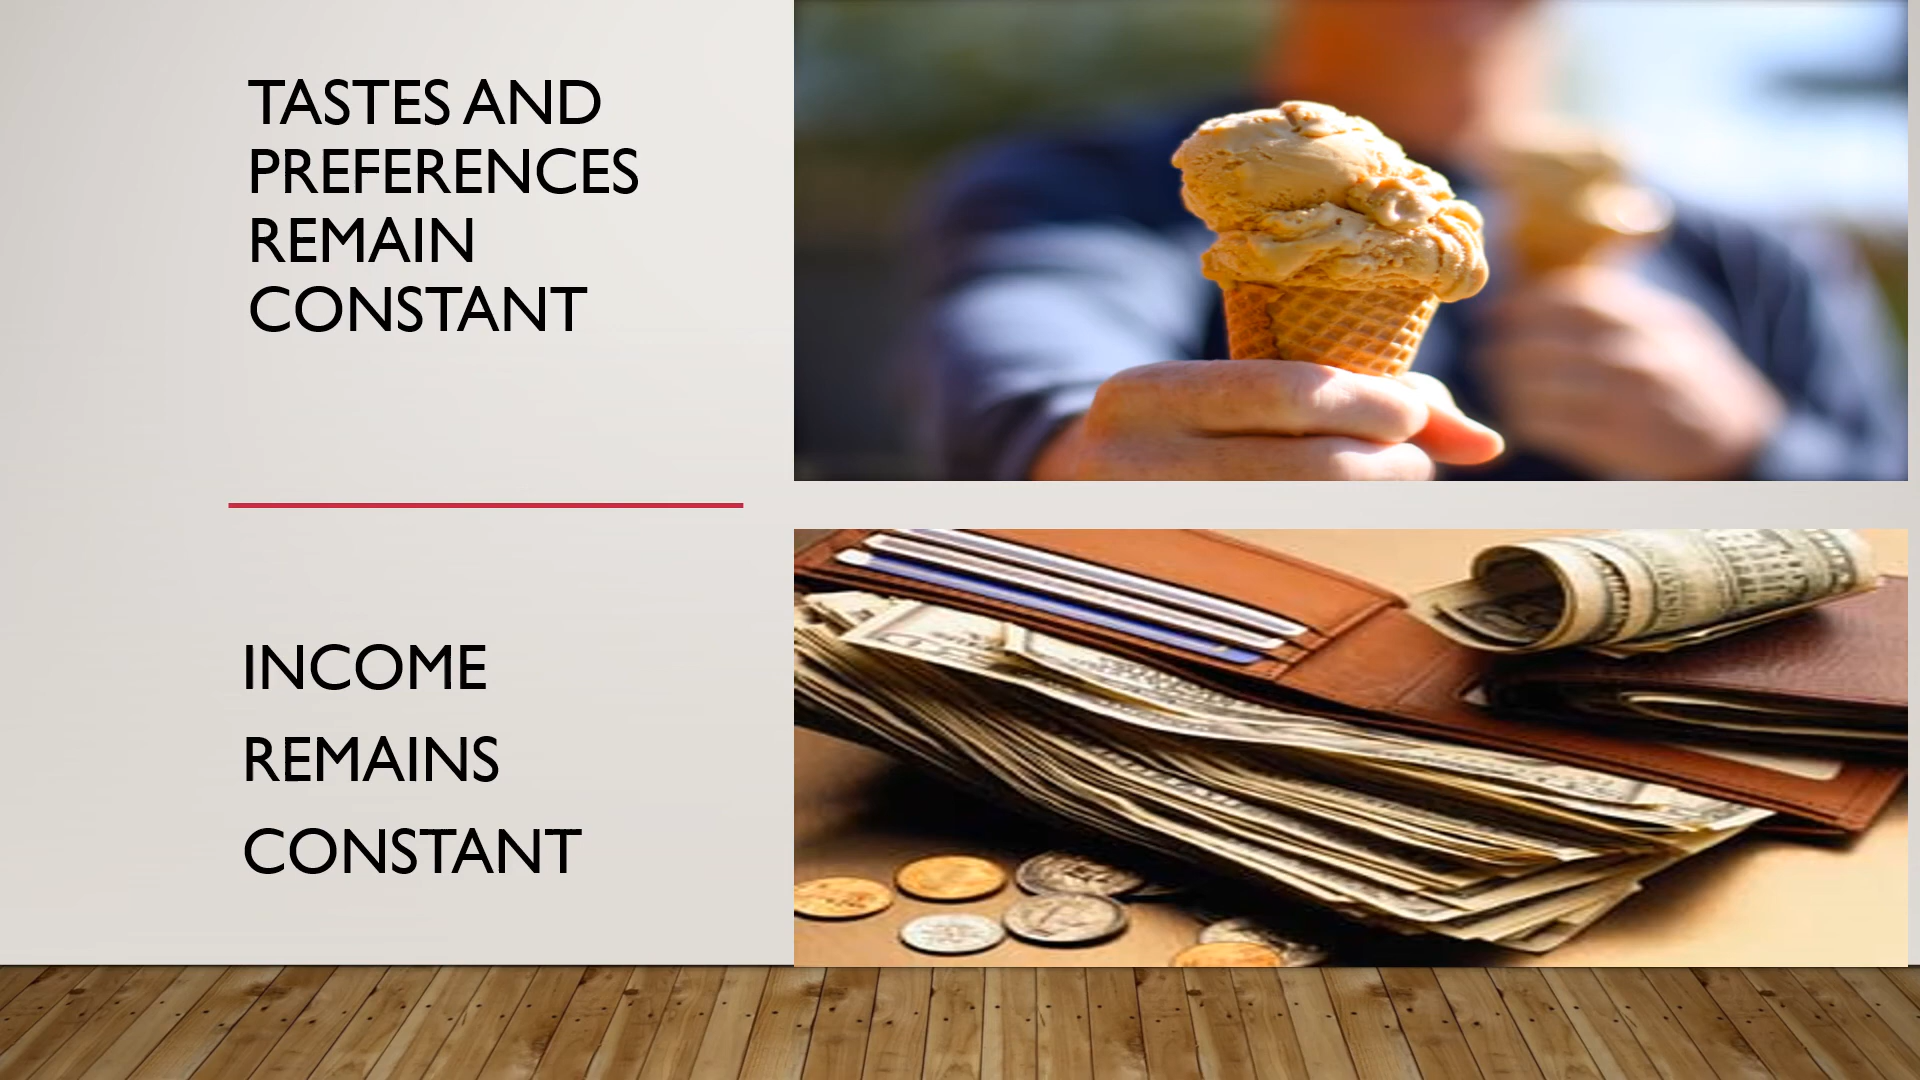 TASTES AND
PREFERENCES
REMAIN
CONSTANT
INCOME
REMAINS
CONSTANT